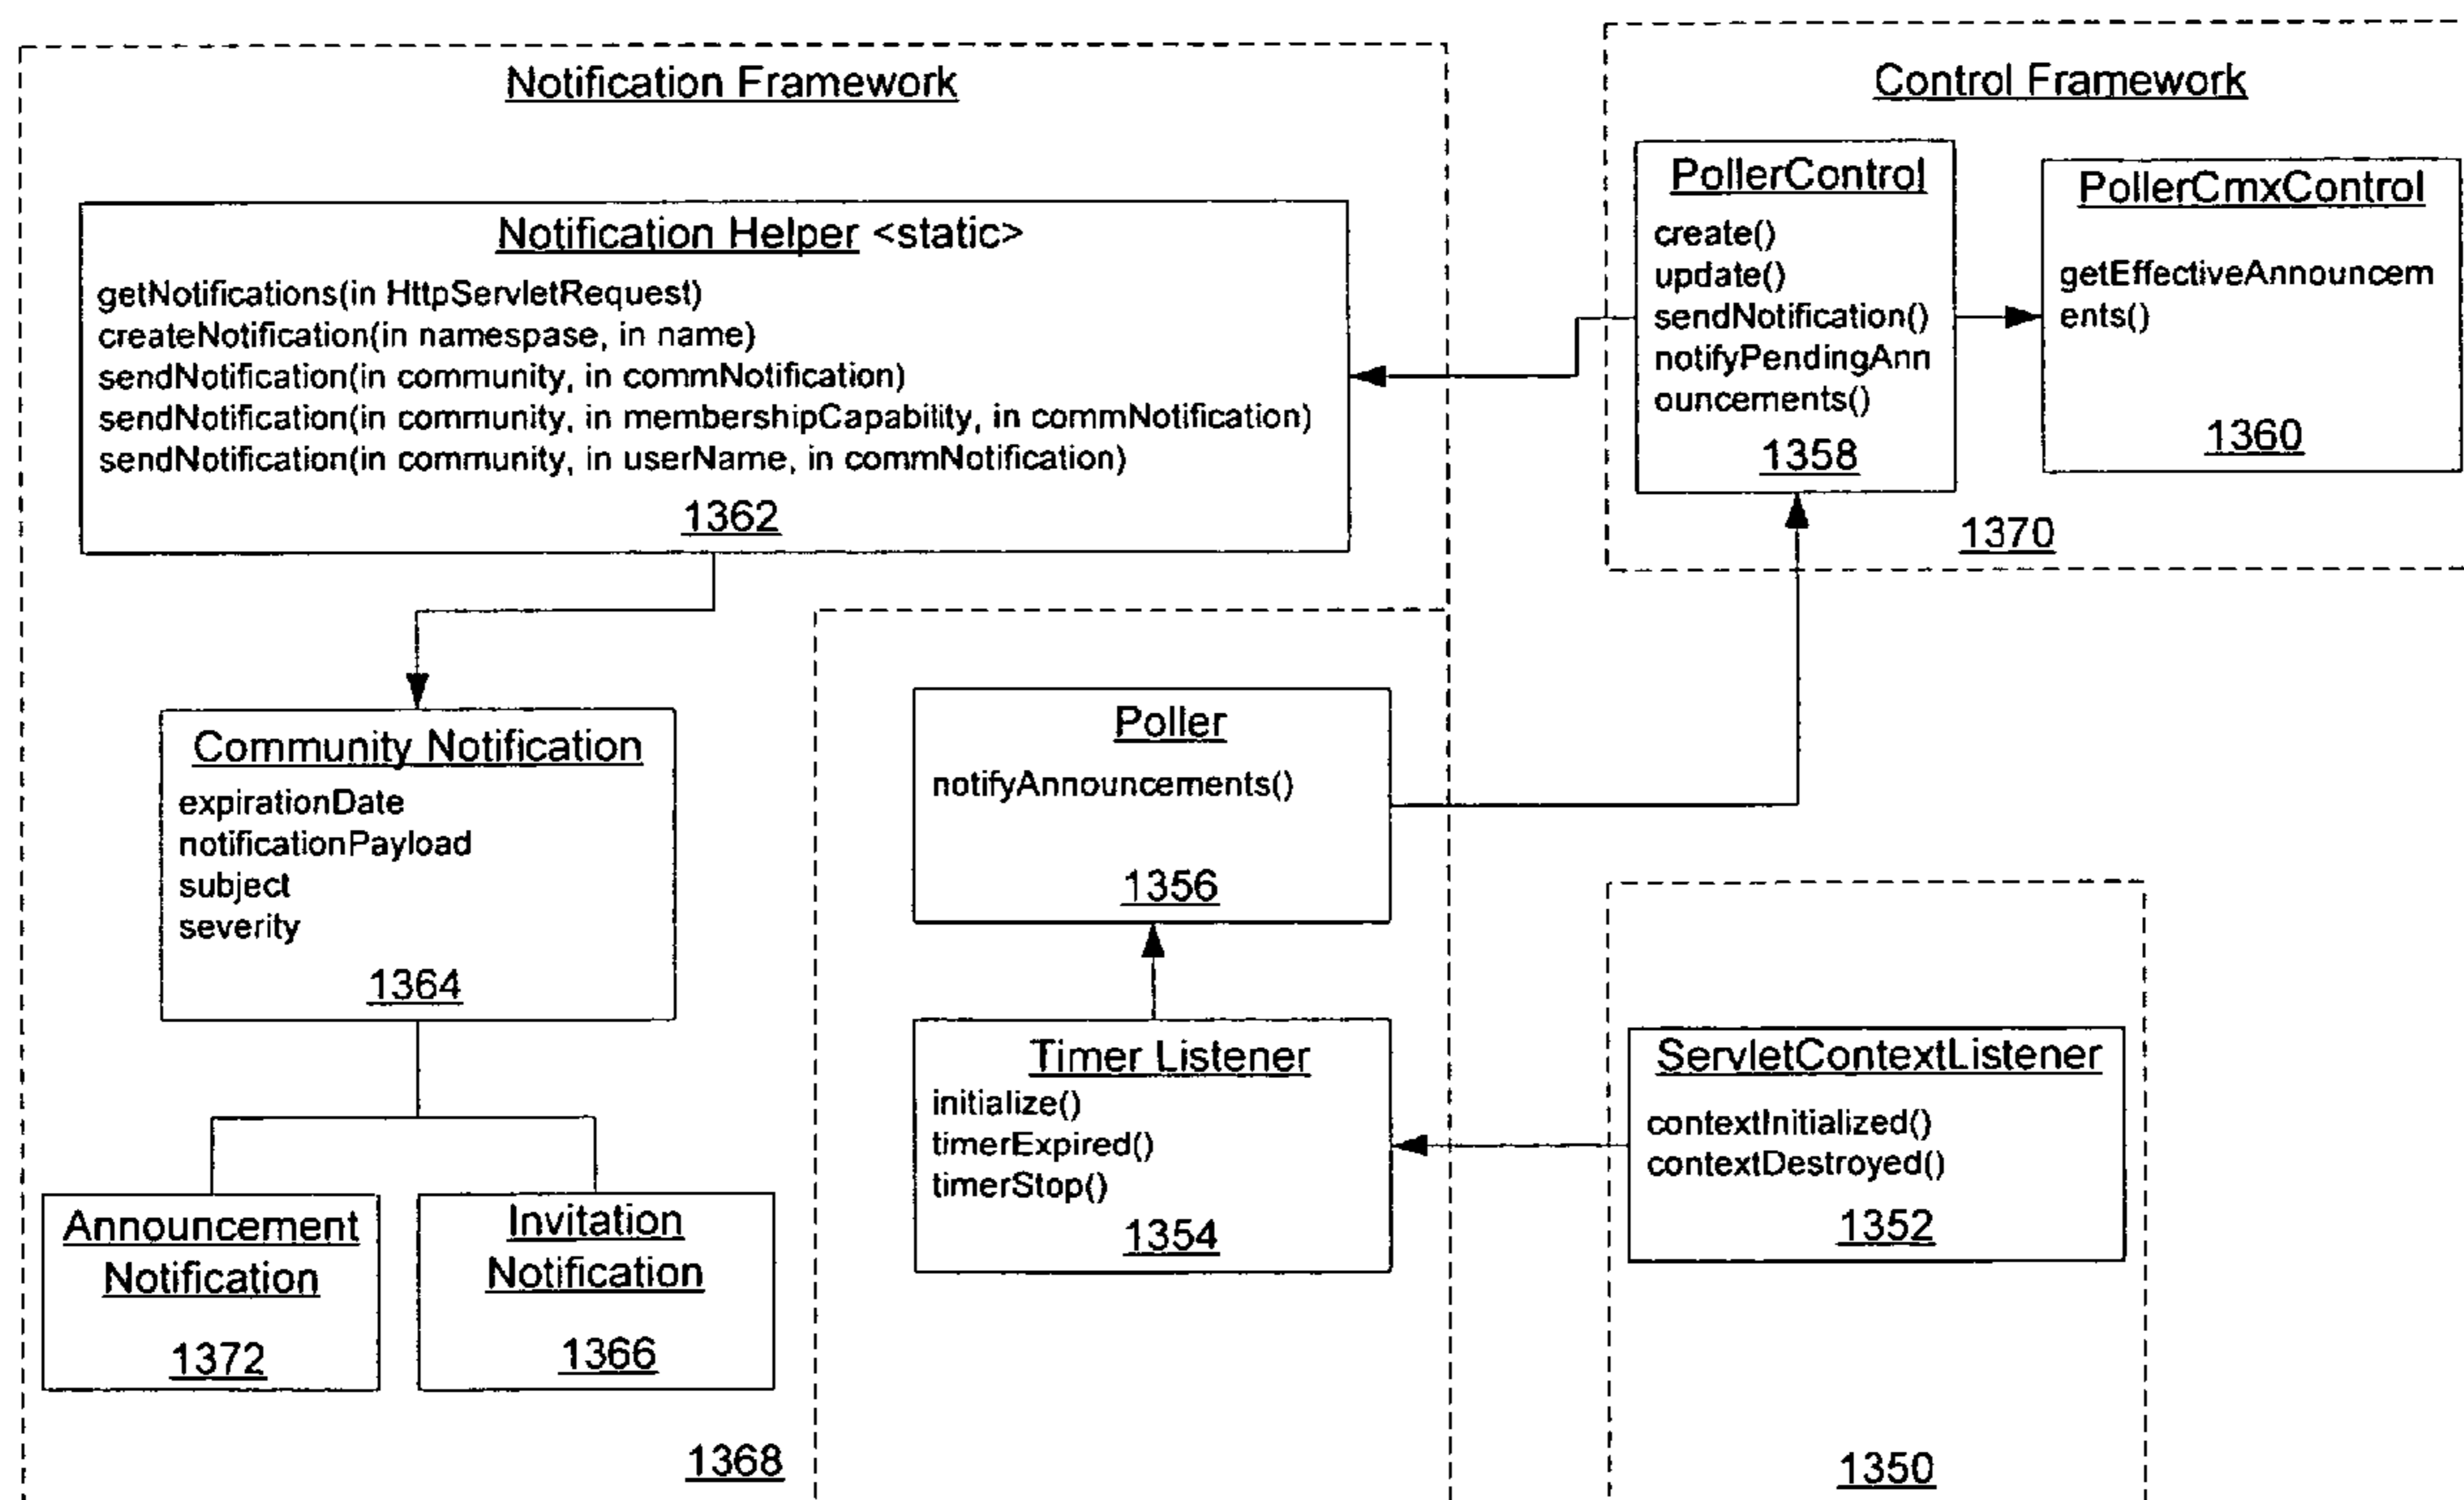 Notification Framework
Notification Helper <static>
getNotifications(in HttpServletRequest)
createNotification(in namespase, in name)
sendNotification(in community, in commNotification)
sendNotification(in community, in membershipCapability, in commNotification)
sendNotification(in community, in userName, in commNotification)
1362
Control Framework
PollerControl
create()
update()
sendNotification()
notifyPendingAnn
ouncements()
1358
PollerCmxControl
getEffectiveAnnouncem
ents()
1360
1370
Community Notification
expirationDate
notificationPayload
subject
severity
1364
Poller
notifyAnnouncements()
1356
Timer Listener
initialize()
timerExpired()
timerStop()
1354
ServletContextListener
contextInitialized()
contextDestroyed()
1352
Announcement
Notification
1372
Invitation
Notification
1366
1368
1350